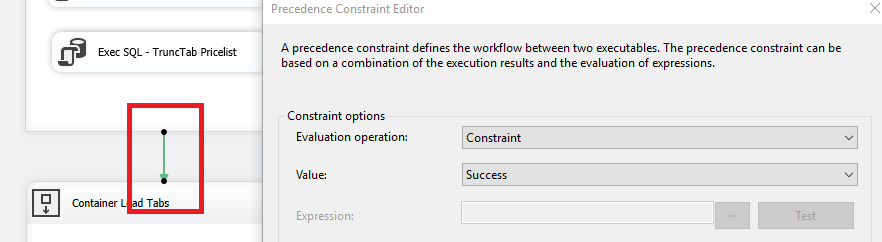 Exec SQL - TruncTab Pricelist
Container Load Tabs
Precedence Constraint Editor
A precedence constraint defines the workflow between two executables. The precedence constraint can be
based on a combination of the execution results and the evaluation of expressions.
Constraint options
Evaluation operation:
Constraint
Value:
Success
Expression:
...
Test